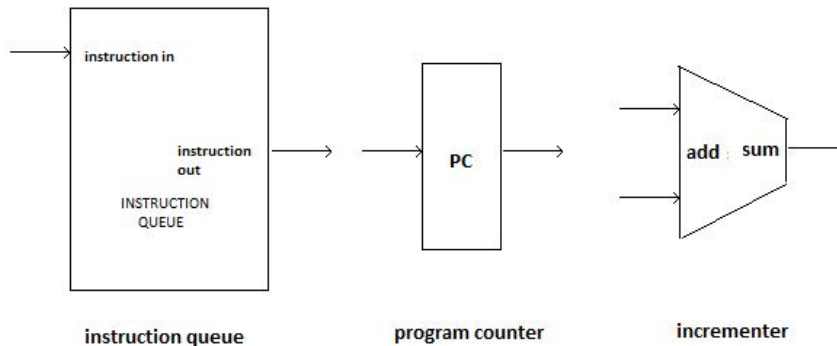 instruction in
instruction
out
INSTRUCTION
QUEUE
PC
add
sum
instruction queue
program counter
incrementer